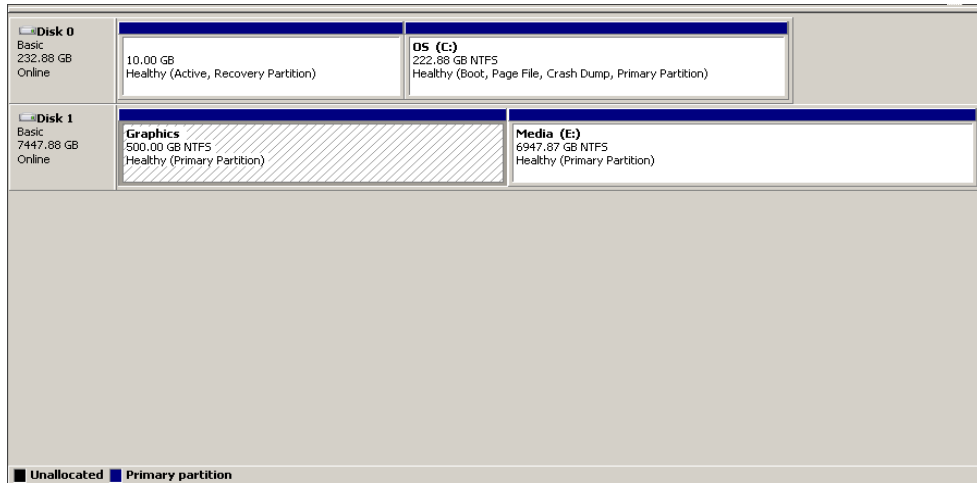 Disk 0
Basic
232.88 GB
Online
10.00 GB
Healthy (Active, Recovery Partition)
OS (C:)
222.88 GB NTFS
Healthy (Boot, Page File, Crash Dump, Primary Partition)
Disk 1
Basic
7447.88 GB
Online
Graphics
500.00 GB NTFS
Healthy (Primary Partition)
Media (E:)
6947.87 GB NTFS
Healthy (Primary Partition)
Unallocated Primary partition